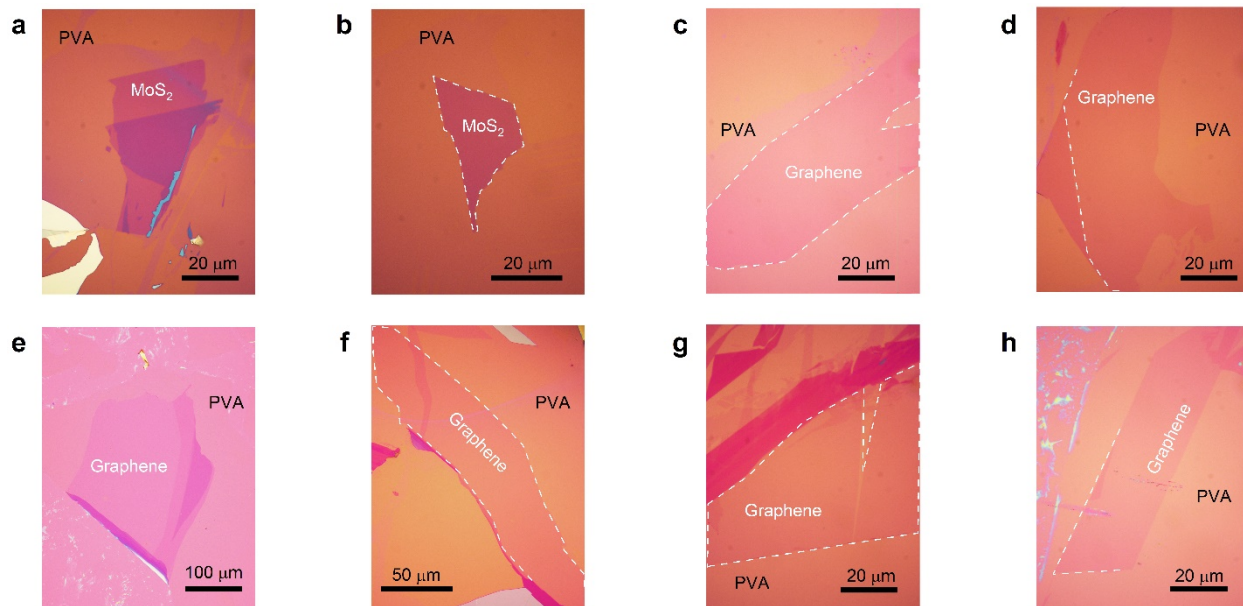 a
PVA
MoS₂
20 μm
b
PVA
MoS₂
20 μm
c
PVA
Graphene
20 μm
d
Graphene
PVA
20 μm
e
PVA
Graphene
100 μm
f
PVA
Graphene
50 μm
g
Graphene
PVA
20 μm
h
Graphene
PVA
20 μm